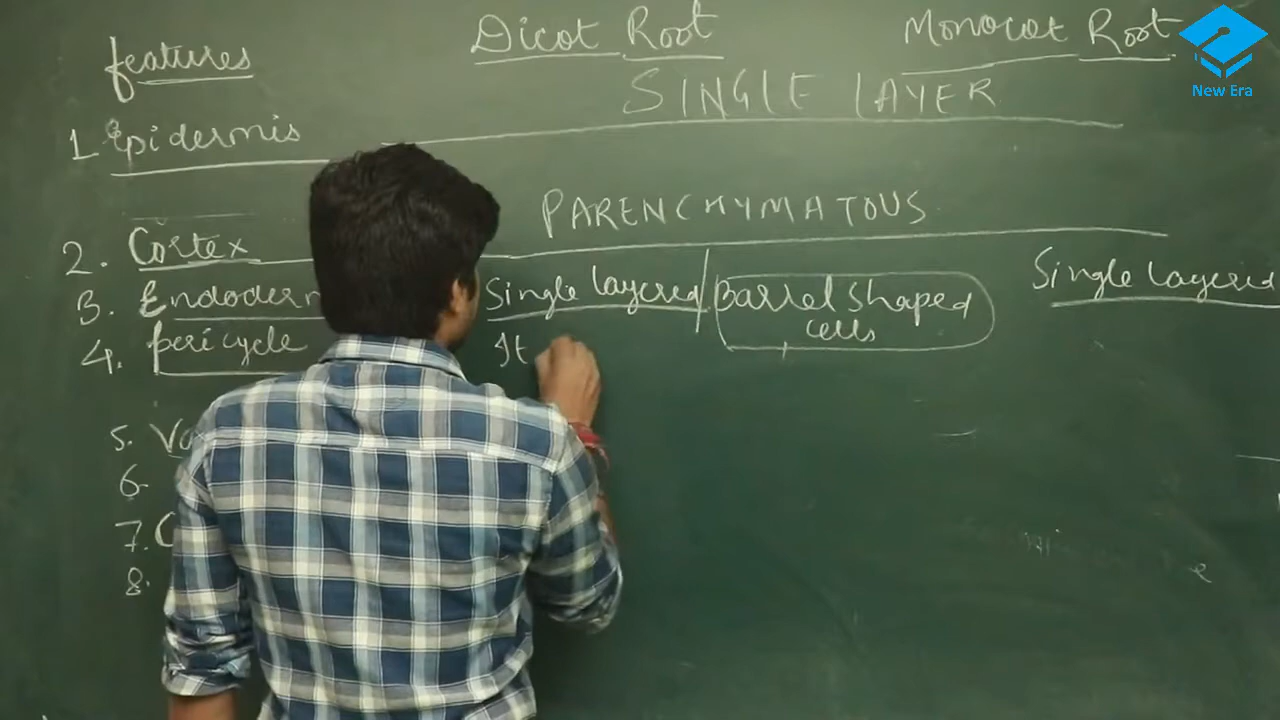 features Dicot Root Monocot Root
New Era
SINGLE LAYER
1. Epidermis
PARENCHYMATOUS
2. Cortex
3. Single layered / Barrel shaped Single layered
cells
4. pericycle It
5.
6.
7.
8.